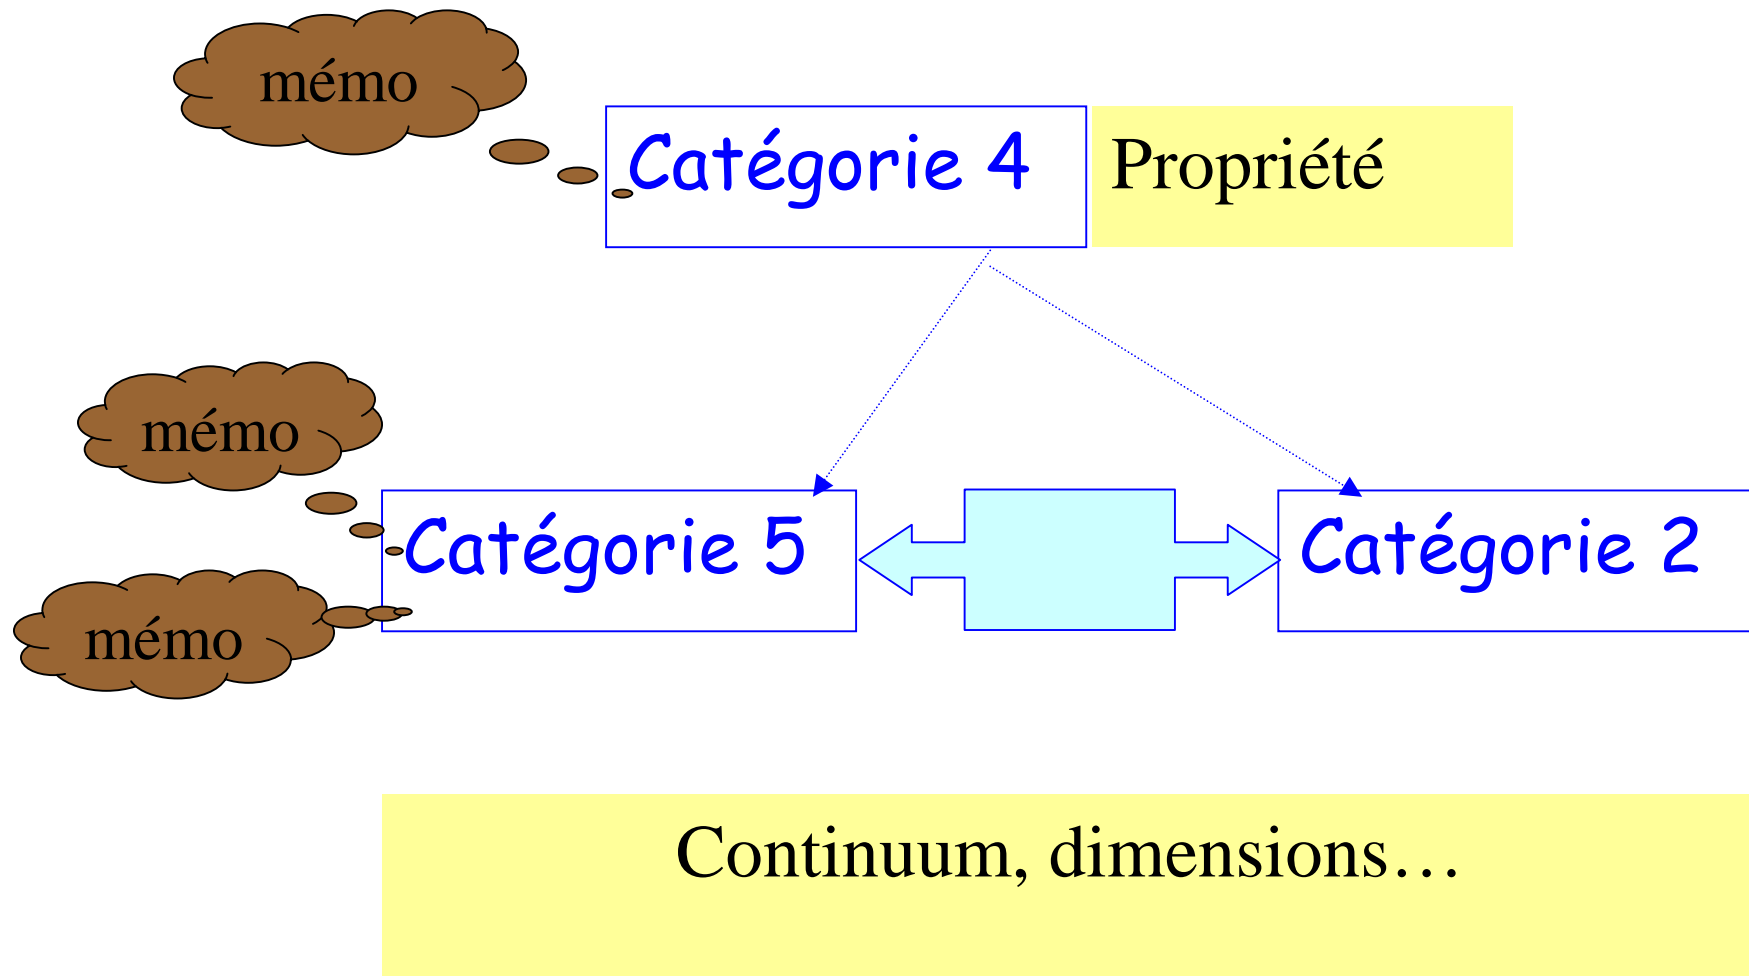 mémo
Catégorie 4
Propriété
mémo
Catégorie 5
Catégorie 2
mémo
Continuum, dimensions…